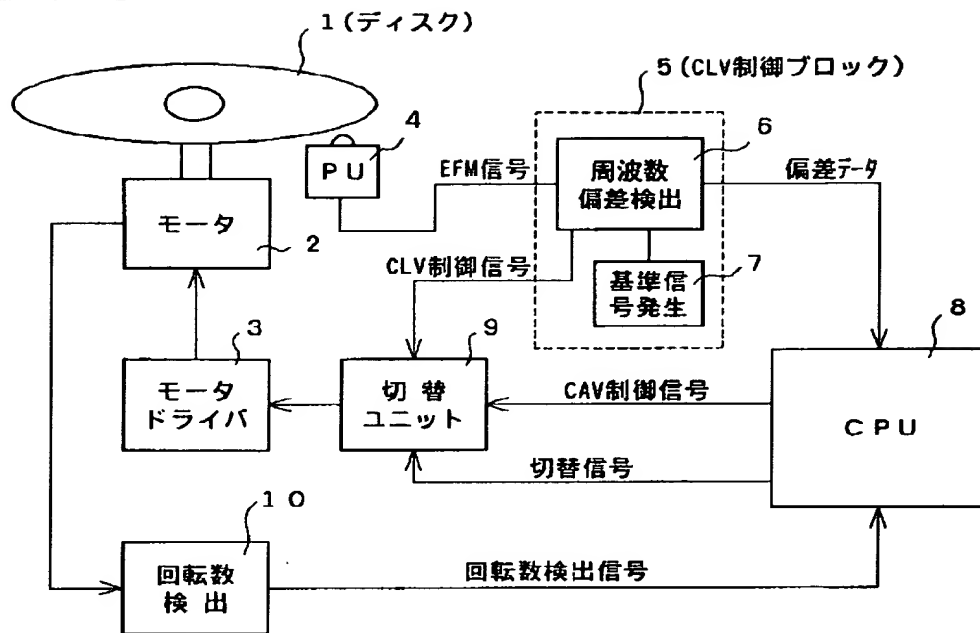 1(ディスク)
5(CLV制御ブロック)
4
PU
EFM信号
6
周波数
偏差検出
偏差データ
モータ
2
CLV制御信号
7
基準信
号発生
8
3
9
モータ
ドライバ
切替
ユニット
CAV制御信号
CPU
切替信号
10
回転数
検出
回転数検出信号